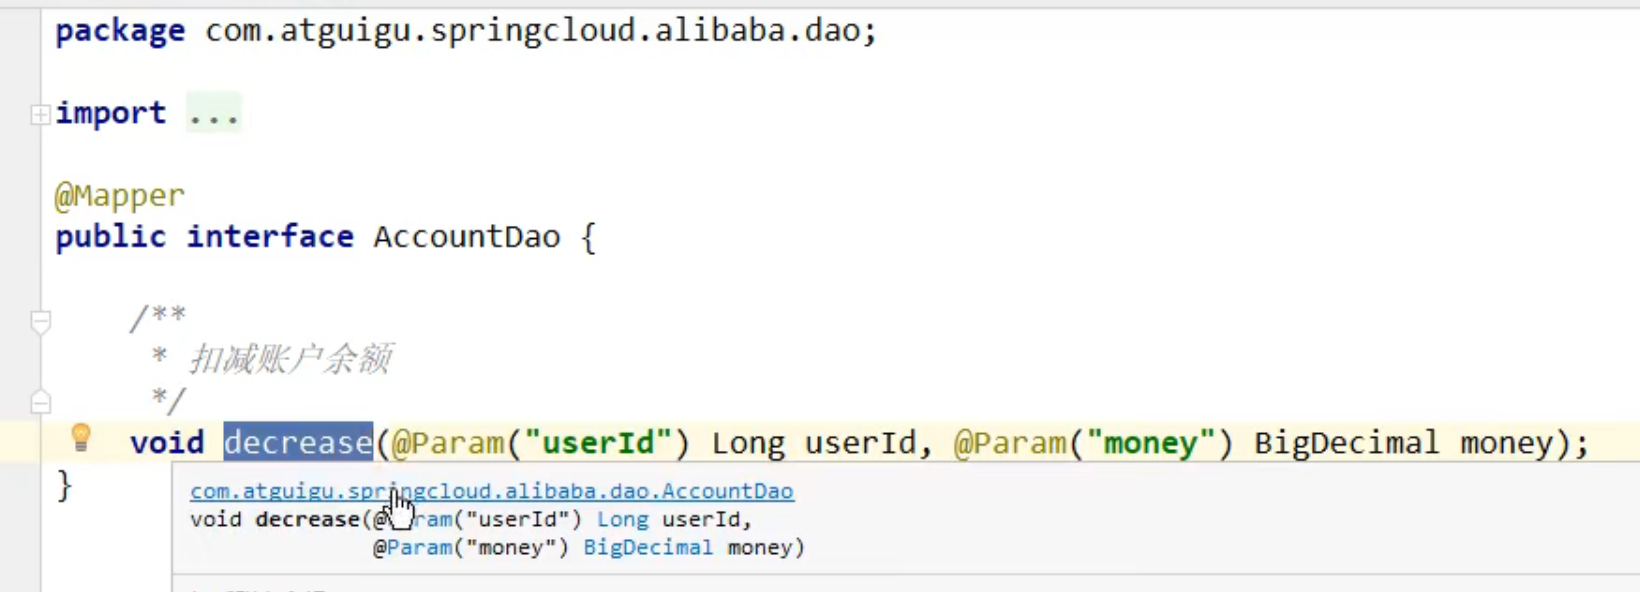 package com.atguigu.springcloud.alibaba.dao;
import ...
@Mapper
public interface AccountDao {
/**
* 扣减账户余额
*/
void decrease(@Param("userId") Long userId, @Param("money") BigDecimal money);
}
com.atguigu.springcloud.alibaba.dao.AccountDao
void decrease(@Param("userId") Long userId,
@Param("money") BigDecimal money)